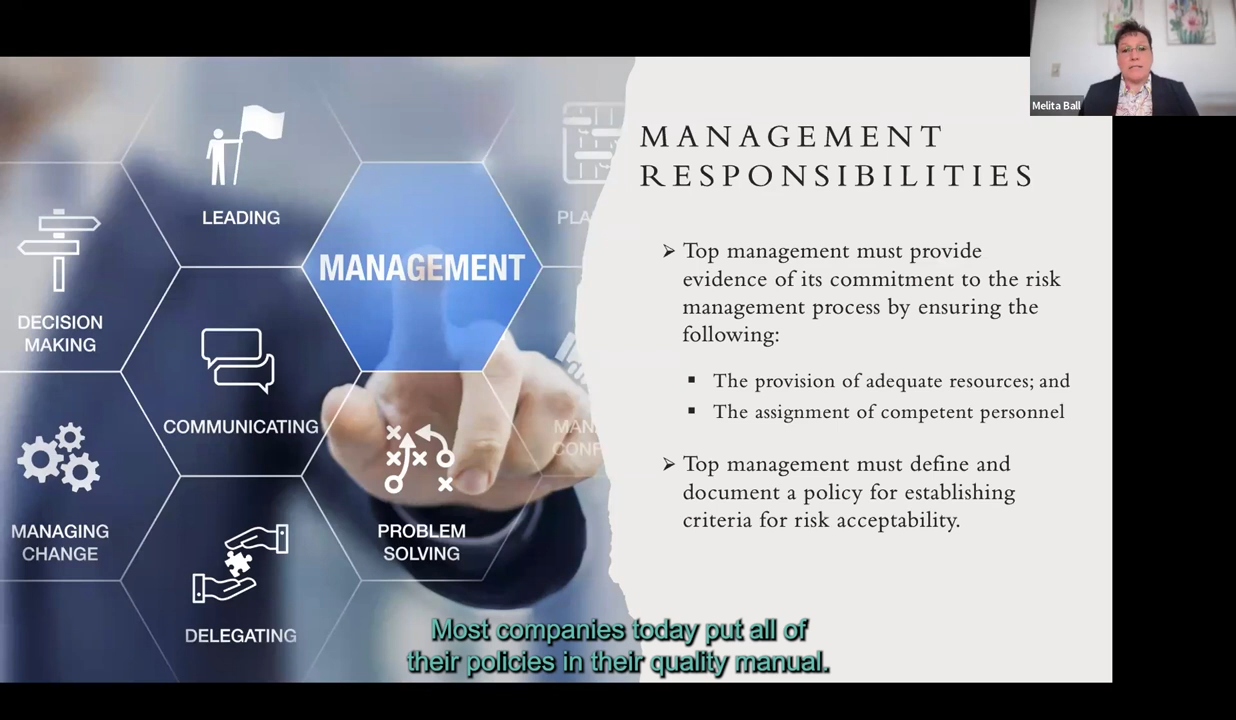 Melita Ball
MANAGEMENT
RESPONSIBILITIES
➢ Top management must provide
evidence of its commitment to the risk
management process by ensuring the
following:
▪ The provision of adequate resources; and
▪ The assignment of competent personnel
➢ Top management must define and
document a policy for establishing
criteria for risk acceptability.
LEADING
MANAGEMENT
DECISION
MAKING
COMMUNICATING
MANAGING
CHANGE
PROBLEM
SOLVING
DELEGATING
Most companies today put all of
their policies in their quality manual.